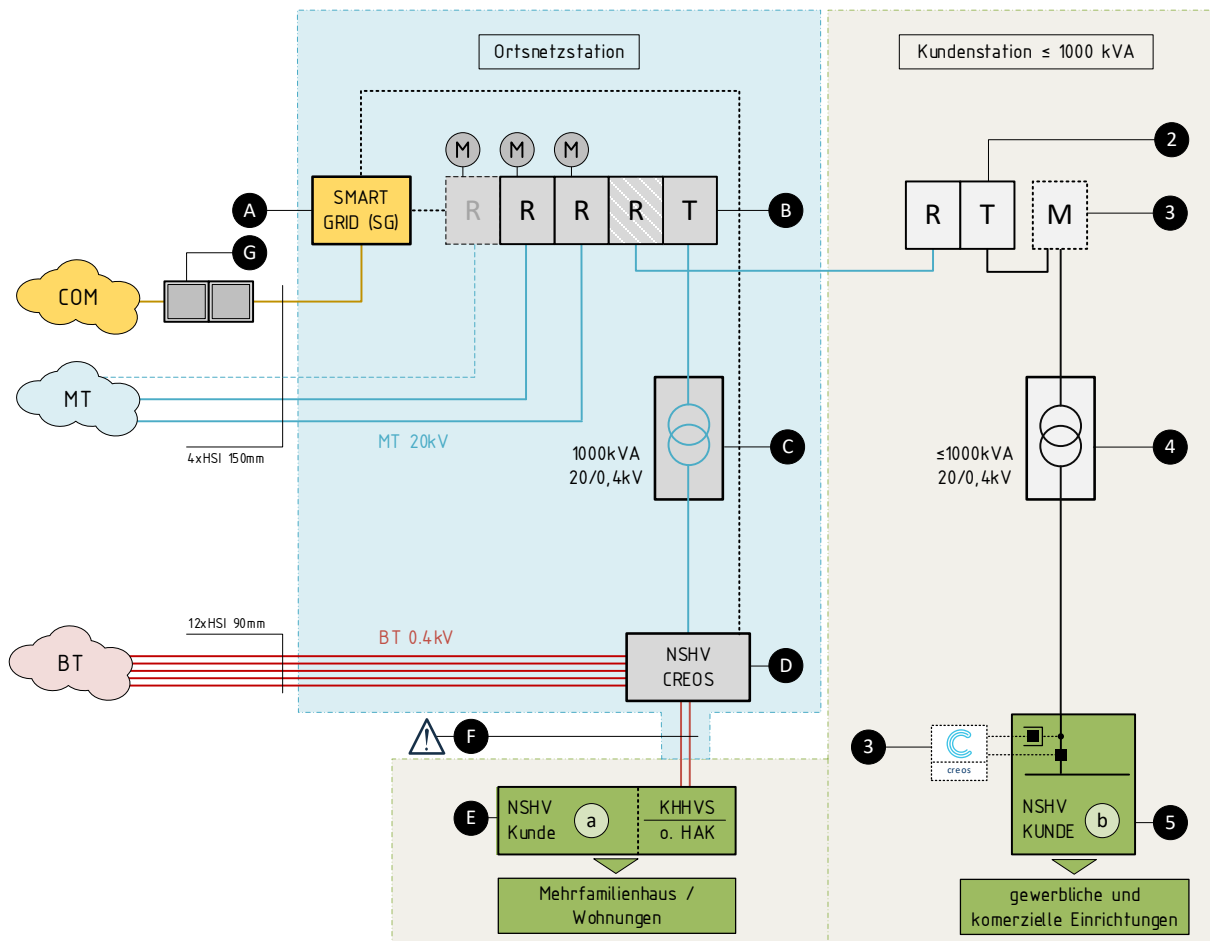 Ortsnetzstation
Kundenstation ≤ 1000 kVA
2
M
M
M
A
SMART
GRID (SG)
R
R
R
R
T
B
R
T
M
3
G
COM
MT
MT 20kV
4xHSI 150mm
1000kVA
20/0,4kV
C
≤1000kVA
20/0,4kV
4
12xHSI 90mm
BT 0.4kV
BT
NSHV
CREOS
D
F
3
creos
E
NSHV
Kunde
a
KHHVS
o. HAK
NSHV
KUNDE
b
5
Mehrfamilienhaus /
Wohnungen
gewerbliche und
komerzielle Einrichtungen